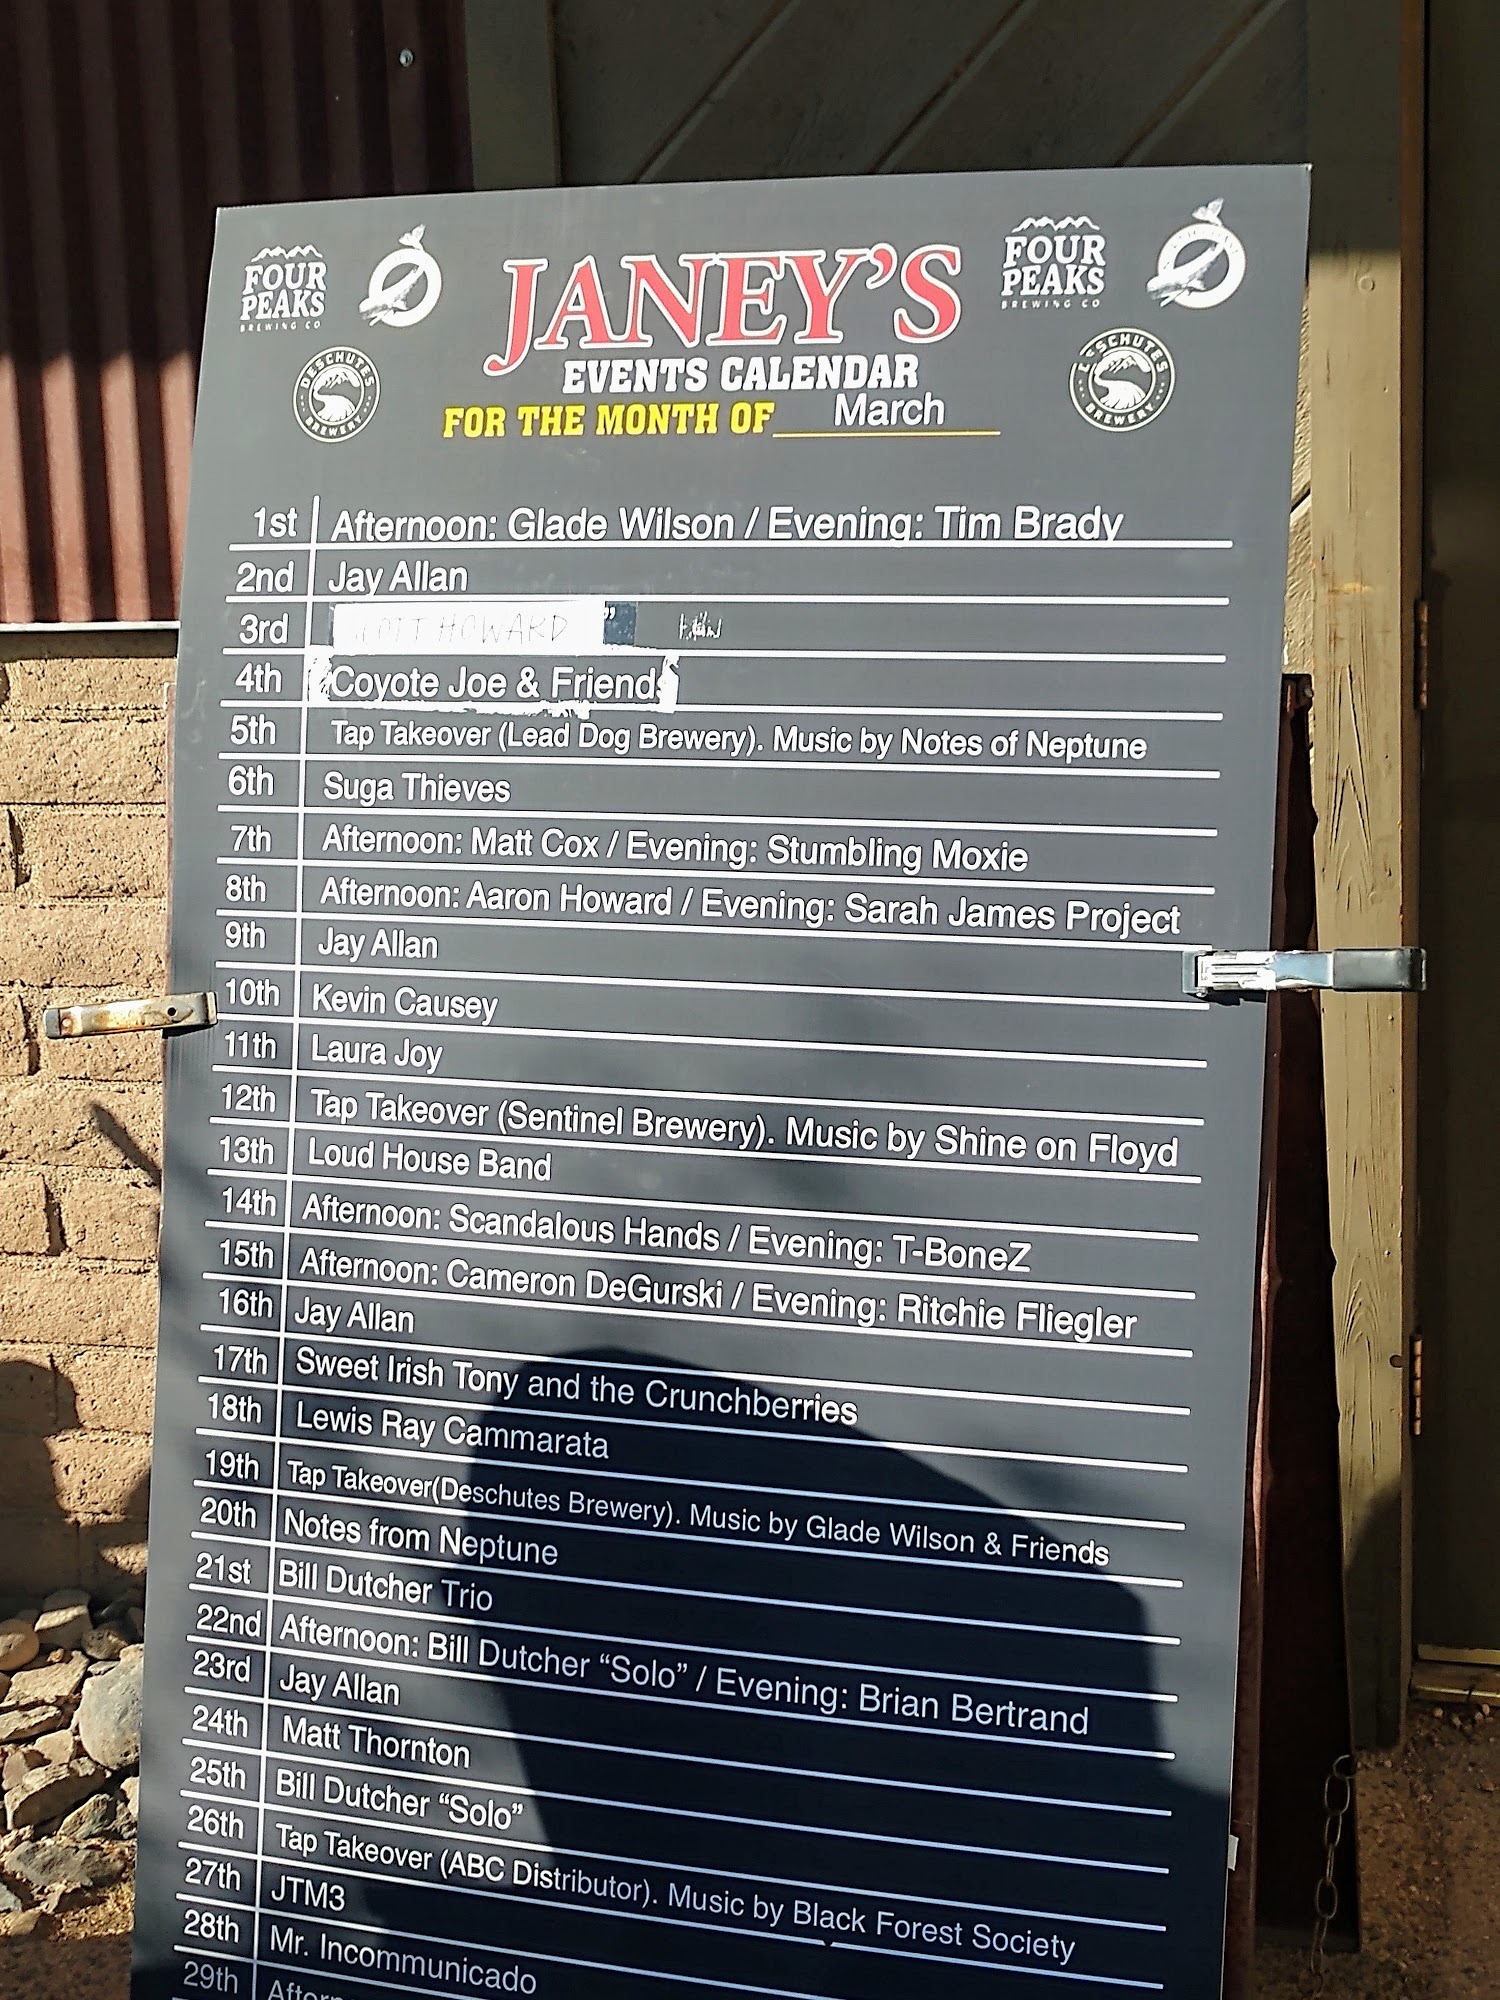 FOUR
PEAKS
BREWING CO
DESCHUTES
BREWERY
JANEY'S
EVENTS CALENDAR
FOR THE MONTH OF March
FOUR
PEAKS
BREWING CO
DESCHUTES
BREWERY
1st Afternoon: Glade Wilson / Evening: Tim Brady
2nd Jay Allan
3rd HOWARD ”
4th Coyote Joe & Friends
5th Tap Takeover (Lead Dog Brewery). Music by Notes of Neptune
6th Suga Thieves
7th Afternoon: Matt Cox / Evening: Stumbling Moxie
8th Afternoon: Aaron Howard / Evening: Sarah James Project
9th Jay Allan
10th Kevin Causey
11th Laura Joy
12th Tap Takeover (Sentinel Brewery). Music by Shine on Floyd
13th Loud House Band
14th Afternoon: Scandalous Hands / Evening: T-BoneZ
15th Afternoon: Cameron DeGurski / Evening: Ritchie Fliegler
16th Jay Allan
17th Sweet Irish Tony and the Crunchberries
18th Lewis Ray Cammarata
19th Tap Takeover(Deschutes Brewery). Music by Glade Wilson & Friends
20th Notes from Neptune
21st Bill Dutcher Trio
22nd Afternoon: Bill Dutcher “Solo” / Evening: Brian Bertrand
23rd Jay Allan
24th Matt Thornton
25th Bill Dutcher “Solo”
26th Tap Takeover (ABC Distributor). Music by Black Forest Society
27th JTM3
28th Mr. Incommunicado
29th